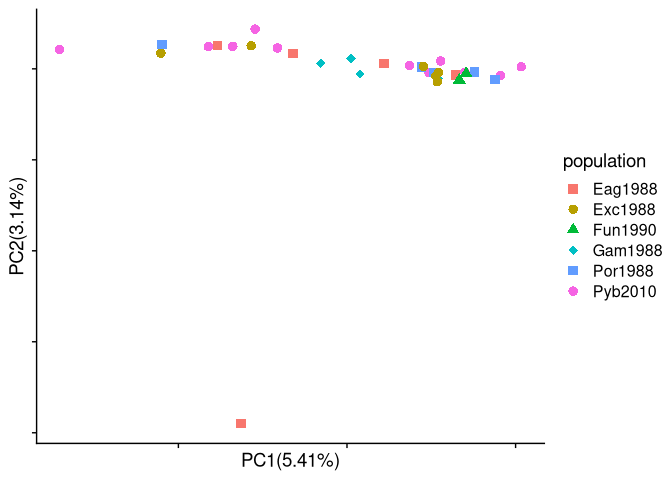 PC2(3.14%)
PC1(5.41%)
population
Eag1988
Exc1988
Fun1990
Gam1988
Por1988
Pyb2010